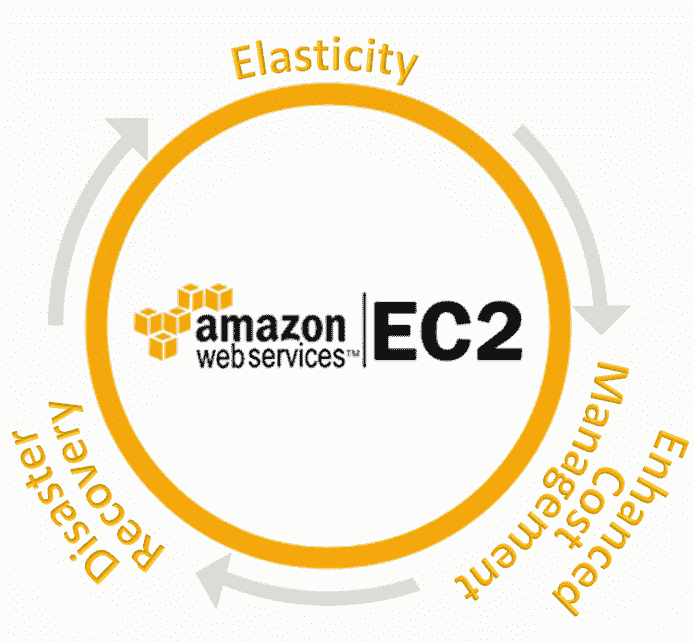 Elasticity
amazon
web services™
EC2
Enhanced
Cost
Management
Disaster
Recovery